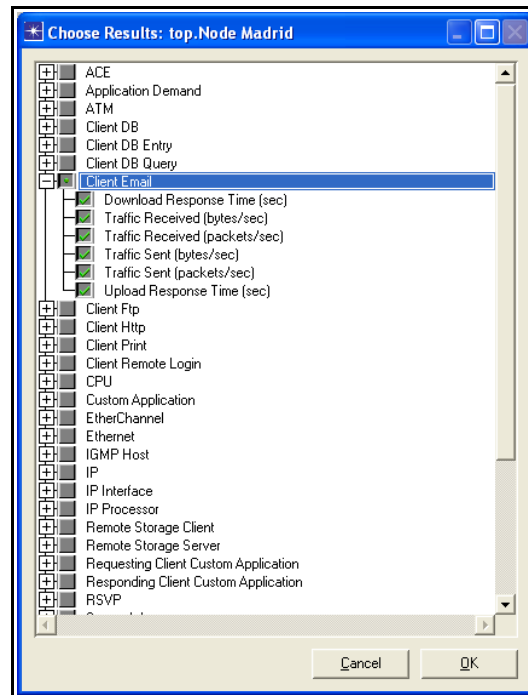 Choose Results: top.Node Madrid
ACE
Application Demand
ATM
Client DB
Client DB Entry
Client DB Query
Client Email
Download Response Time (sec)
Traffic Received (bytes/sec)
Traffic Received (packets/sec)
Traffic Sent (bytes/sec)
Traffic Sent (packets/sec)
Upload Response Time (sec)
Client Ftp
Client Http
Client Print
Client Remote Login
CPU
Custom Application
EtherChannel
Ethernet
IGMP Host
IP
IP Interface
IP Processor
Remote Storage Client
Remote Storage Server
Requesting Client Custom Application
Responding Client Custom Application
RSVP
Cancel OK